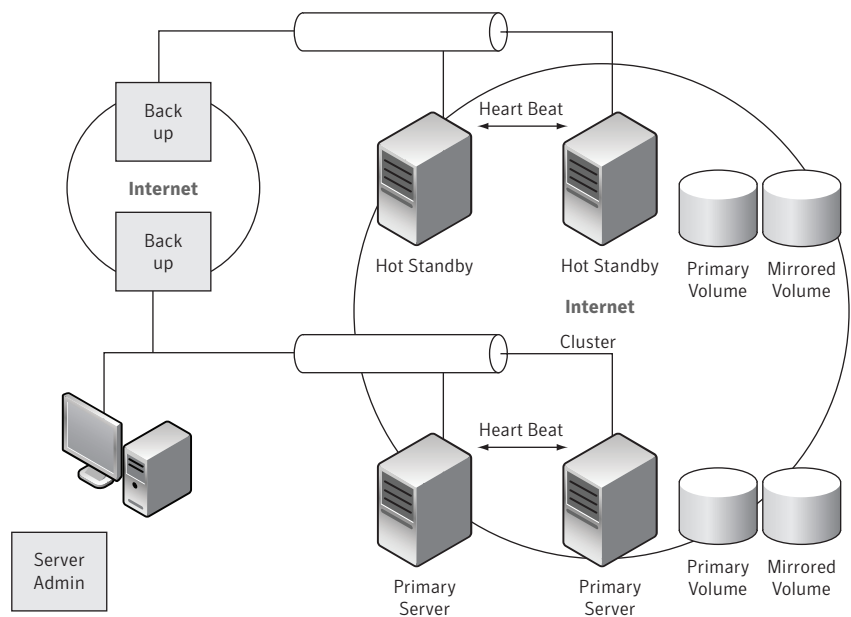 Back
up
Internet
Back
up
Heart Beat
Hot Standby
Hot Standby
Primary
Volume
Mirrored
Volume
Internet
Cluster
Heart Beat
Server
Admin
Primary
Server
Primary
Server
Primary
Volume
Mirrored
Volume